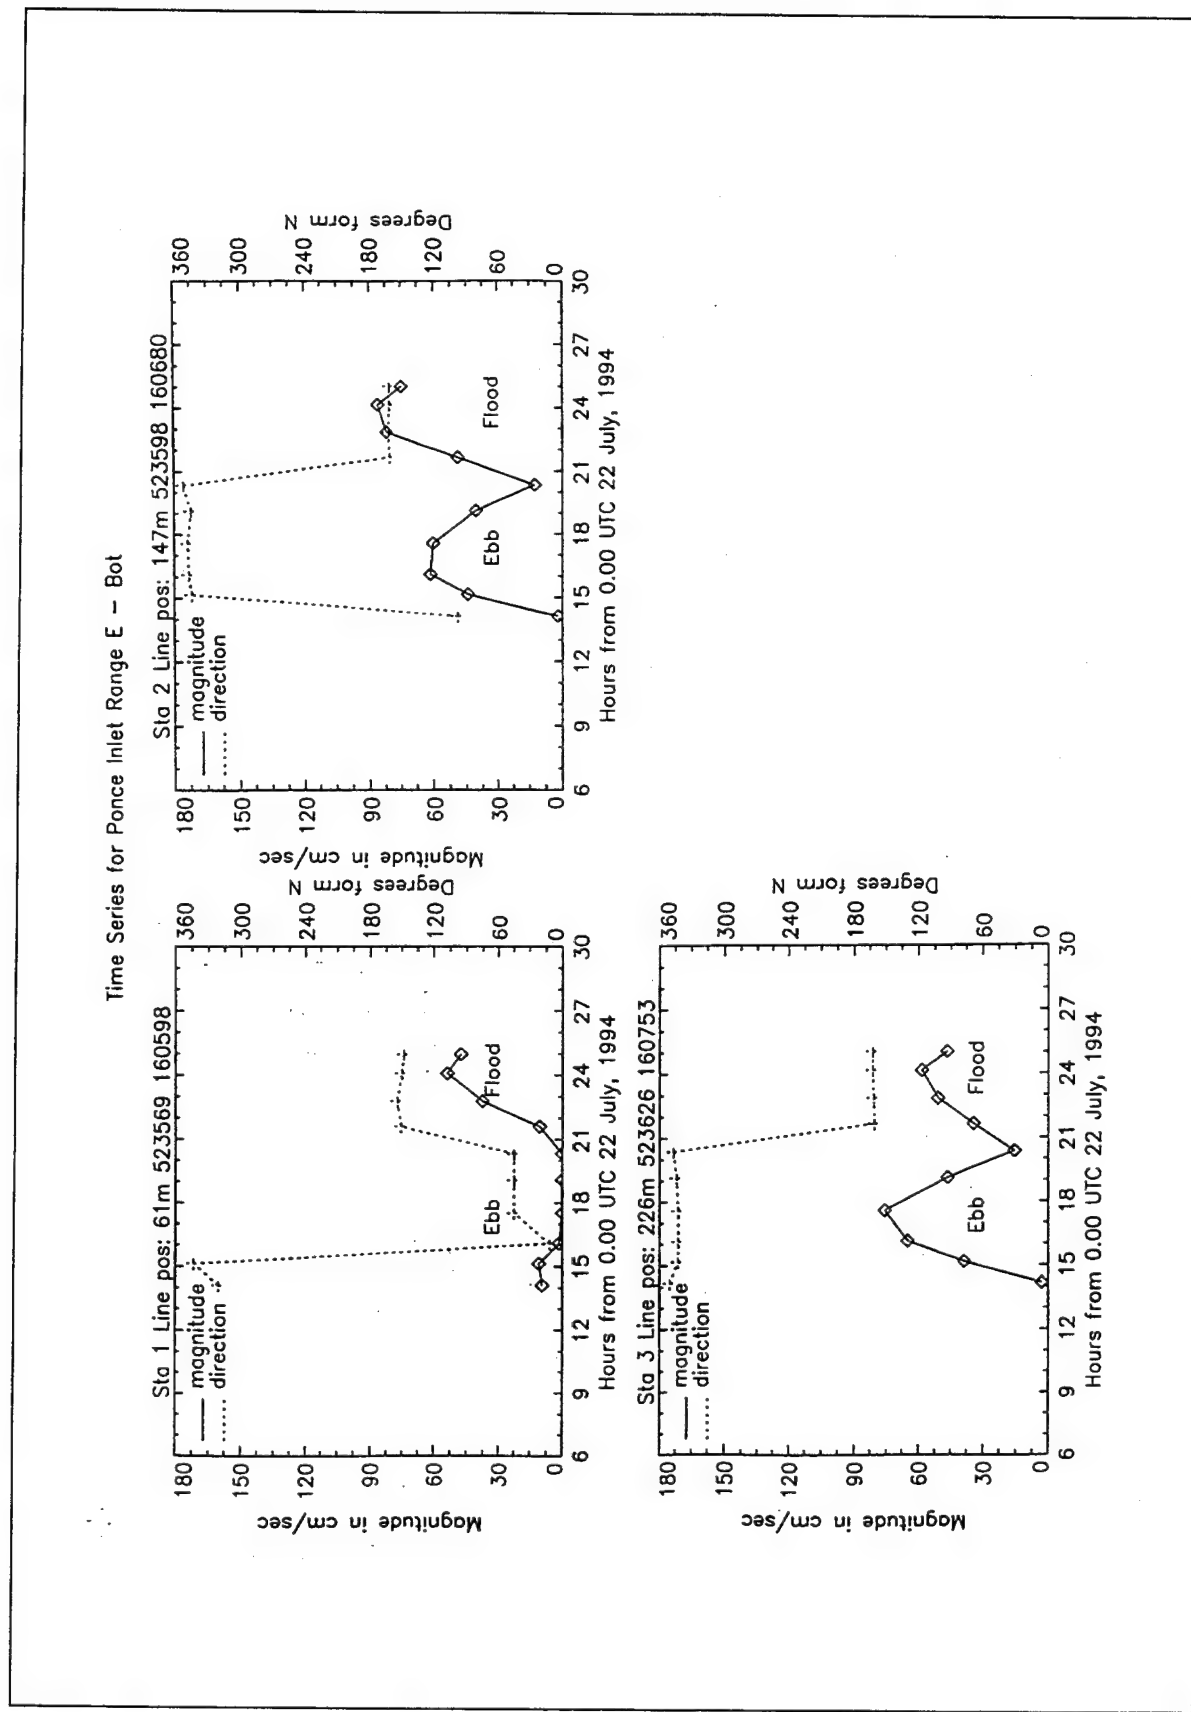 Time Series for Ponce Inlet Range E – Bot
Sta 1 Line pos: 61m 523569 160598
magnitude
direction
Ebb
Flood
180
150
120
90
60
30
0
Magnitude in cm/sec
360
300
240
180
120
60
0
Degrees form N
6 9 12 15 18 21 24 27 30
Hours from 0.00 UTC 22 July, 1994
Sta 2 Line pos: 147m 523598 160680
magnitude
direction
Ebb
Flood
180
150
120
90
60
30
0
Magnitude in cm/sec
360
300
240
180
120
60
0
Degrees form N
6 9 12 15 18 21 24 27 30
Hours from 0.00 UTC 22 July, 1994
Sta 3 Line pos: 226m 523626 160753
magnitude
direction
Ebb
Flood
180
150
120
90
60
30
0
Magnitude in cm/sec
360
300
240
180
120
60
0
Degrees form N
6 9 12 15 18 21 24 27 30
Hours from 0.00 UTC 22 July, 1994